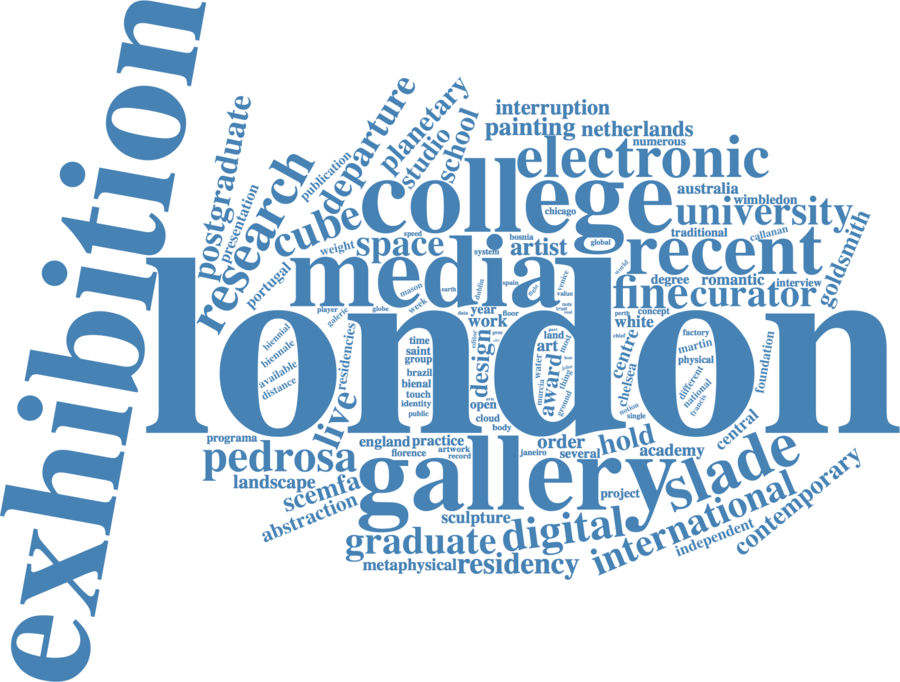 exhibition
london
college
gallery
media
recent
electronic
university
slade
research
cube
space
artist
departure
planetary
studio
school
publication
postgraduate
presentation
portugal
weight
interruption
painting
netherlands
numerous
australia
wimbledon
traditional
callanan
chicago
global
bosnia
speed
system
goldsmith
degree
romantic
interview
fine
curator
concept
perth
white
world
venice
value
note
spain
dublin
earth
mason
week
globe
player
galerie
year
floor
work
design
editor
biennial
biennale
available
distance
residencies
live
time
saint
group
brazil
bienal
touch
identity
public
open
cloud
body
land
art
most
water
award
murcia
thing
ground
centre
chelsea
chief
motion
single
factory
martin
physical
different
national
francis
foundation
central
programa
pedrosa
landscape
scemfa
abstraction
england
practice
florence
artwork
record
janeiro
order
several
hold
academy
project
sculpture
digital
graduate
international
independent
contemporary
metaphysical
residency